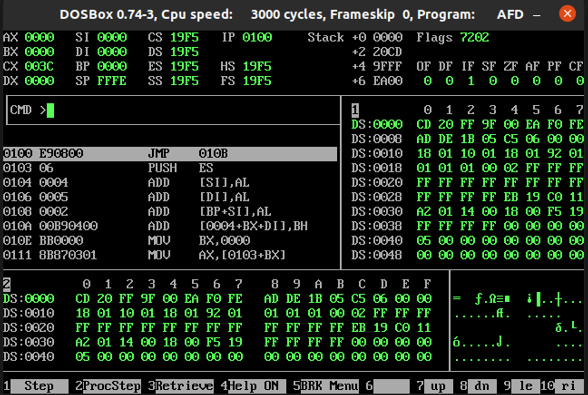 DOSBox 0.74-3, Cpu speed: 3000 cycles, Frameskip 0, Program: AFD
AX 0000 SI 0000 CS 19F5 IP 0100 Stack +0 0000 Flags 7202
BX 0000 DI 0000 DS 19F5 +2 20CD
CX 003C BP 0000 ES 19F5 HS 19F5 +4 9FFF OF DF IF SF ZF AF PF CF
DX 0000 SP FFFE SS 19F5 FS 19F5 +6 EA00 0 0 1 0 0 0 0 0
CMD >
1 0 1 2 3 4 5 6 7
DS:0000 CD 20 FF 9F 00 EA F0 FE
DS:0008 AD DE 1B 05 C5 06 00 00
DS:0010 18 01 10 01 18 01 92 01
DS:0018 01 01 01 00 02 FF FF FF
DS:0020 FF FF FF FF FF FF FF FF
DS:0028 FF FF FF FF EB 19 C0 11
DS:0030 A2 01 14 00 18 00 F5 19
DS:0038 FF FF FF FF 00 00 00 00
DS:0040 05 00 00 00 00 00 00 00
DS:0048 00 00 00 00 00 00 00 00
0100 E90800 JMP 010B
0103 06 PUSH ES
0104 0004 ADD [SI],AL
0106 0005 ADD [DI],AL
0108 0002 ADD [BP+SI],AL
010A 00B90400 ADD [0004+BX+DI],BH
010E BB0000 MOV BX,0000
0111 8B870301 MOV AX,[0103+BX]
2 0 1 2 3 4 5 6 7 8 9 A B C D E F
DS:0000 CD 20 FF 9F 00 EA F0 FE AD DE 1B 05 C5 06 00 00
DS:0010 18 01 10 01 18 01 92 01 01 01 01 00 02 FF FF FF
DS:0020 FF FF FF FF FF FF FF FF FF FF FF FF EB 19 C0 11
DS:0030 A2 01 14 00 18 00 F5 19 FF FF FF FF 00 00 00 00
DS:0040 05 00 00 00 00 00 00 00 00 00 00 00 00 00 00 00
1 Step 2 ProcStep 3 Retrieve 4 Help ON 5 BRK Menu 6 7 up 8 dn 9 le 10 ri